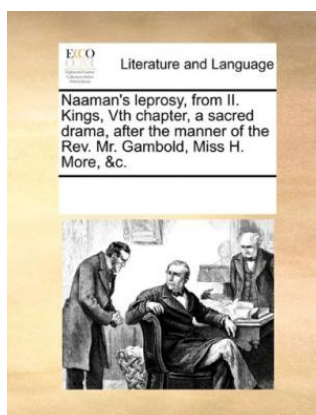 ECCO
Literature and Language
Naaman's leprosy, from II.
Kings, Vth chapter, a sacred
drama, after the manner of the
Rev. Mr. Gambold, Miss H.
More, &c.